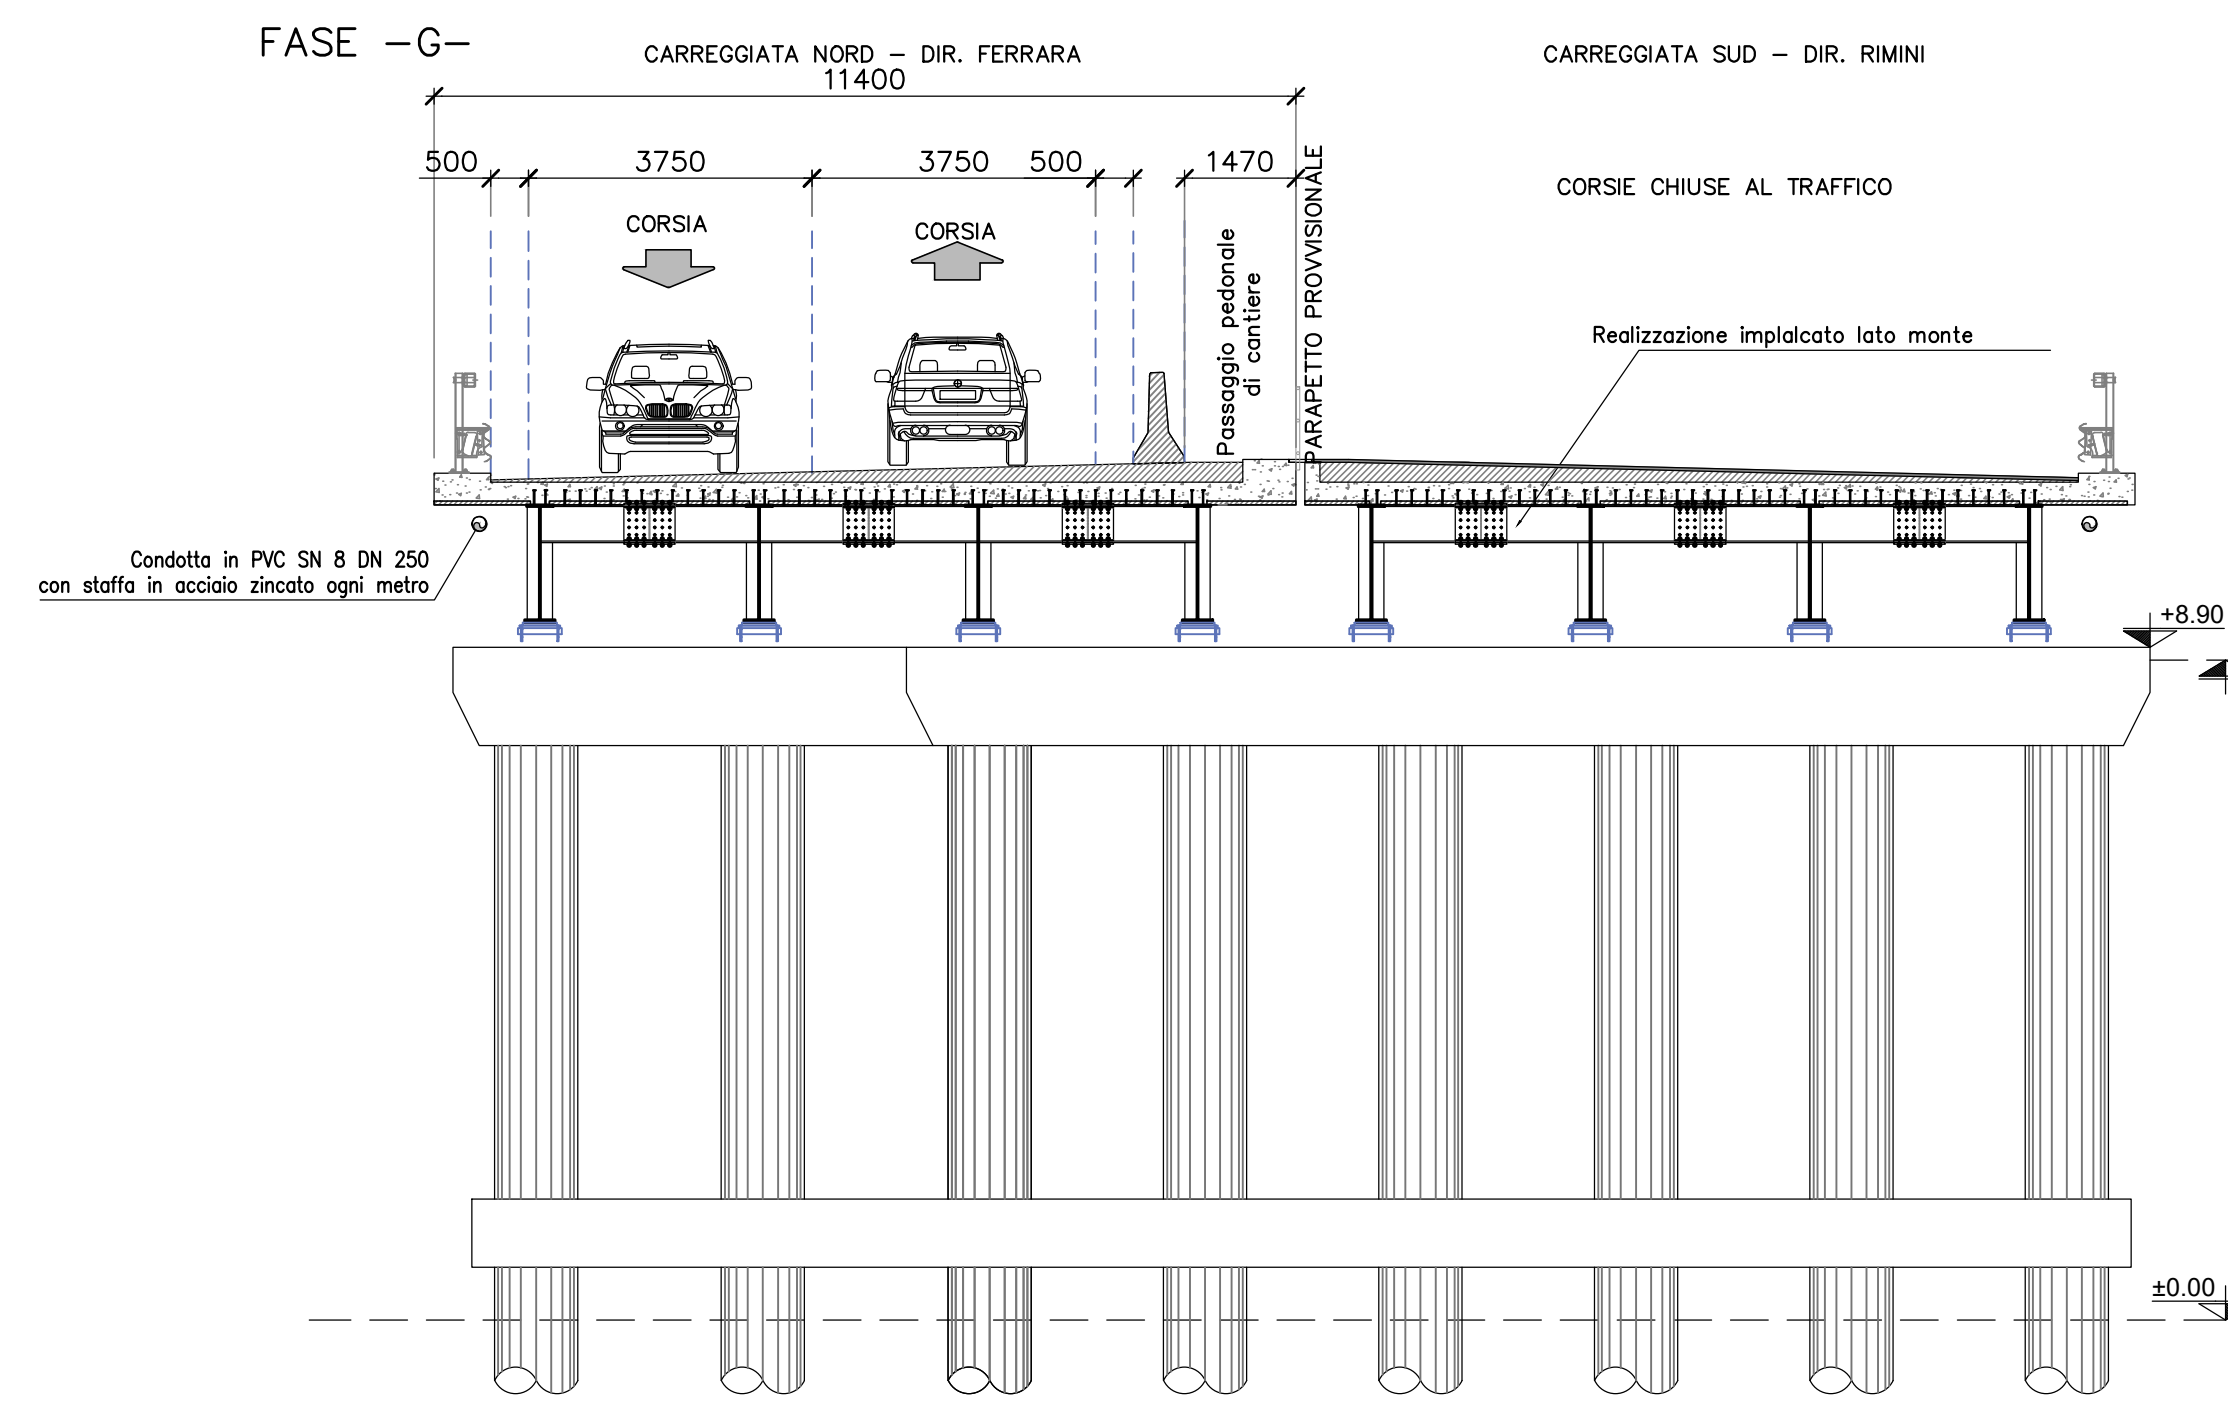 FASE -G-
CARREGGIATA NORD - DIR. FERRARA
CARREGGIATA SUD - DIR. RIMINI
11400
500
3750
3750
500
1470
CORSIE CHIUSE AL TRAFFICO
CORSIA
CORSIA
Passaggio pedonale
di cantiere
PARAPETTO PROVVISIONALE
Realizzazione implalcato lato monte
Condotta in PVC SN 8 DN 250
con staffa in acciaio zincato ogni metro
+8.90
±0.00